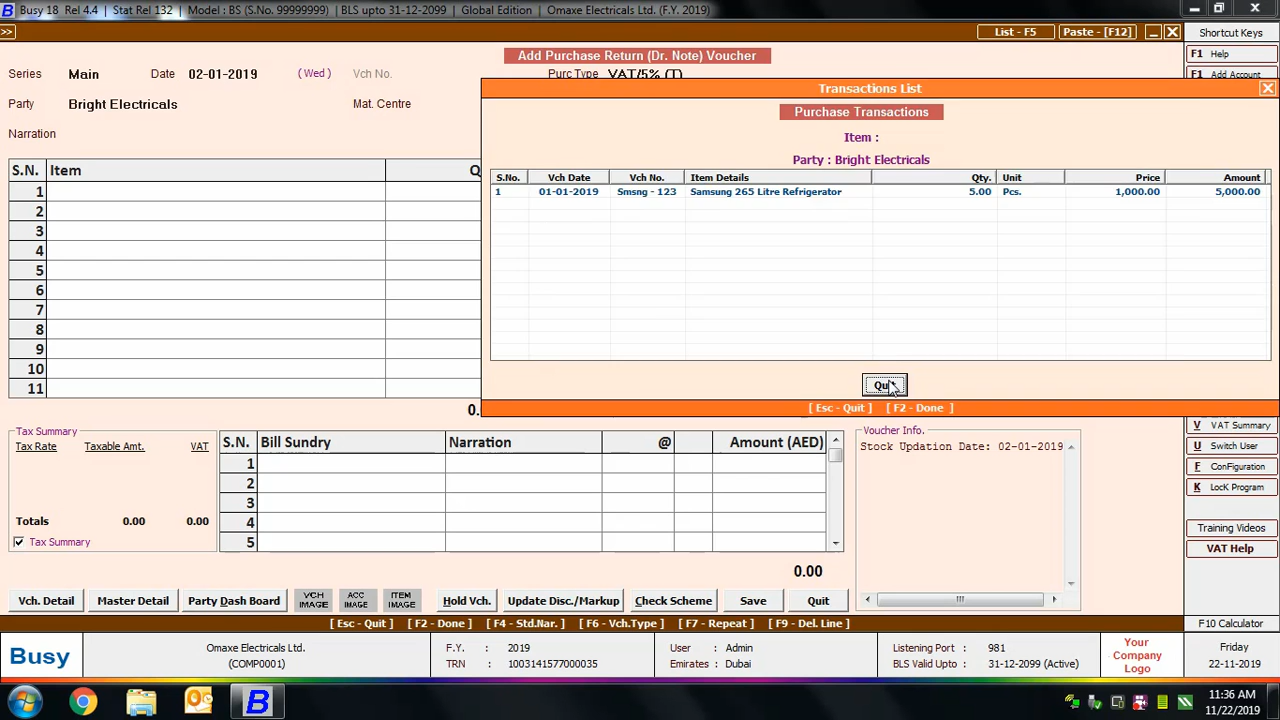 Busy 18 Rel 4.4 | Stat Rel 132 | Model : BS (S.No. 99999999) | BLS upto 31-12-2099 | Global Edition | Omaxe Electricals Ltd. (F.Y. 2019)
>> List - F5 Paste - [F12] Shortcut Keys
Add Purchase Return (Dr. Note) Voucher F1 Help
Series Main Date 02-01-2019 (Wed) Vch No. Purc Type VAT/5% (T) F1 Add Account
Transactions List
Party Bright Electricals Mat. Centre
Purchase Transactions
Narration
Item :
Party : Bright Electricals
S.N. Item
S.No. Vch Date Vch No. Item Details Qty. Unit Price Amount
1 01-01-2019 Smsng - 123 Samsung 265 Litre Refrigerator 5.00 Pcs. 1,000.00 5,000.00
1
2
3
4
5
6
7
8
9
10
11
Quit
[ Esc - Quit ] [ F2 - Done ]
0.
Tax Summary
Tax Rate Taxable Amt. VAT
Totals 0.00 0.00
Tax Summary
S.N. Bill Sundry Narration @ Amount (AED)
1
2
3
4
5
0.00
Voucher Info.
Stock Updation Date: 02-01-2019
V VAT Summary
U Switch User
F ConFiguration
K LocK Program
Training Videos
VAT Help
Vch. Detail Master Detail Party Dash Board VCH IMAGE ACC IMAGE ITEM IMAGE Hold Vch. Update Disc./Markup Check Scheme Save Quit
[ Esc - Quit ] [ F2 - Done ] [ F4 - Std.Nar. ] [ F6 - Vch.Type ] [ F7 - Repeat ] [ F9 - Del. Line ] F10 Calculator
Busy
Omaxe Electricals Ltd.
(COMP0001)
F.Y. : 2019
TRN : 1003141577000035
User : Admin
Emirates : Dubai
Listening Port : 981
BLS Valid Upto : 31-12-2099 (Active)
Your
Company
Logo
Friday
22-11-2019
11:36 AM
11/22/2019